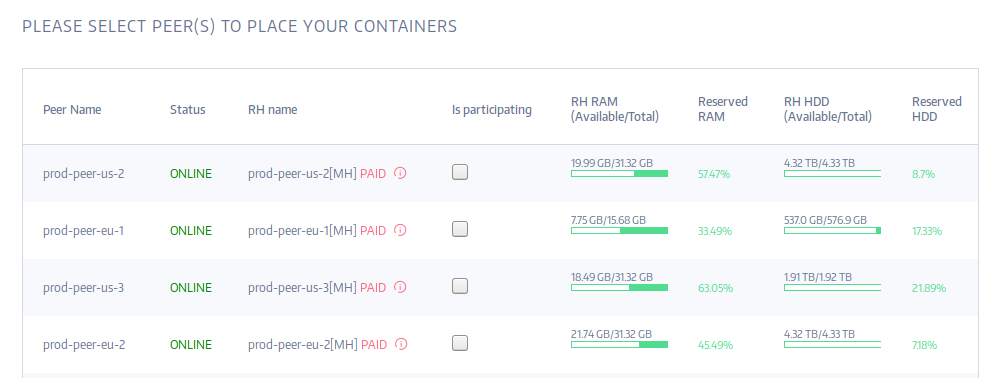 PLEASE SELECT PEER(S) TO PLACE YOUR CONTAINERS
Peer Name Status RH name Is participating RH RAM (Available/Total) Reserved RAM RH HDD (Available/Total) Reserved HDD
prod-peer-us-2 ONLINE prod-peer-us-2[MH] PAID 19.99 GB/31.32 GB 57.47% 4.32 TB/4.33 TB 8.7%
prod-peer-eu-1 ONLINE prod-peer-eu-1[MH] PAID 7.75 GB/15.68 GB 33.49% 537.0 GB/576.9 GB 17.33%
prod-peer-us-3 ONLINE prod-peer-us-3[MH] PAID 18.49 GB/31.32 GB 63.05% 1.91 TB/1.92 TB 21.89%
prod-peer-eu-2 ONLINE prod-peer-eu-2[MH] PAID 21.74 GB/31.32 GB 45.49% 4.32 TB/4.33 TB 7.18%